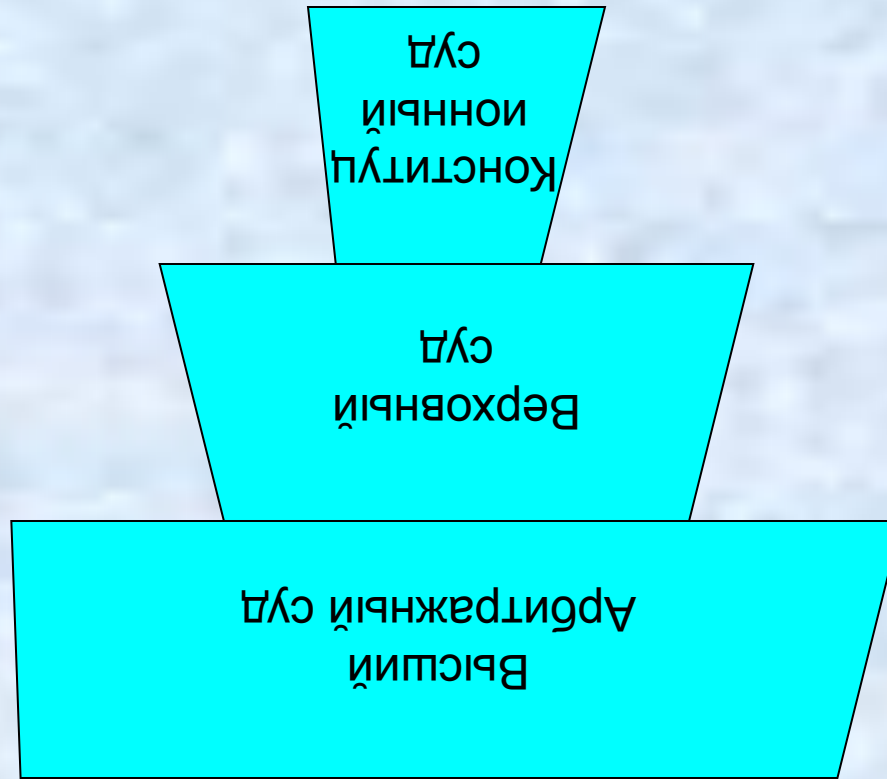 Конституц
ионный
суд
Верховный
суд
Высший
Арбитражный суд